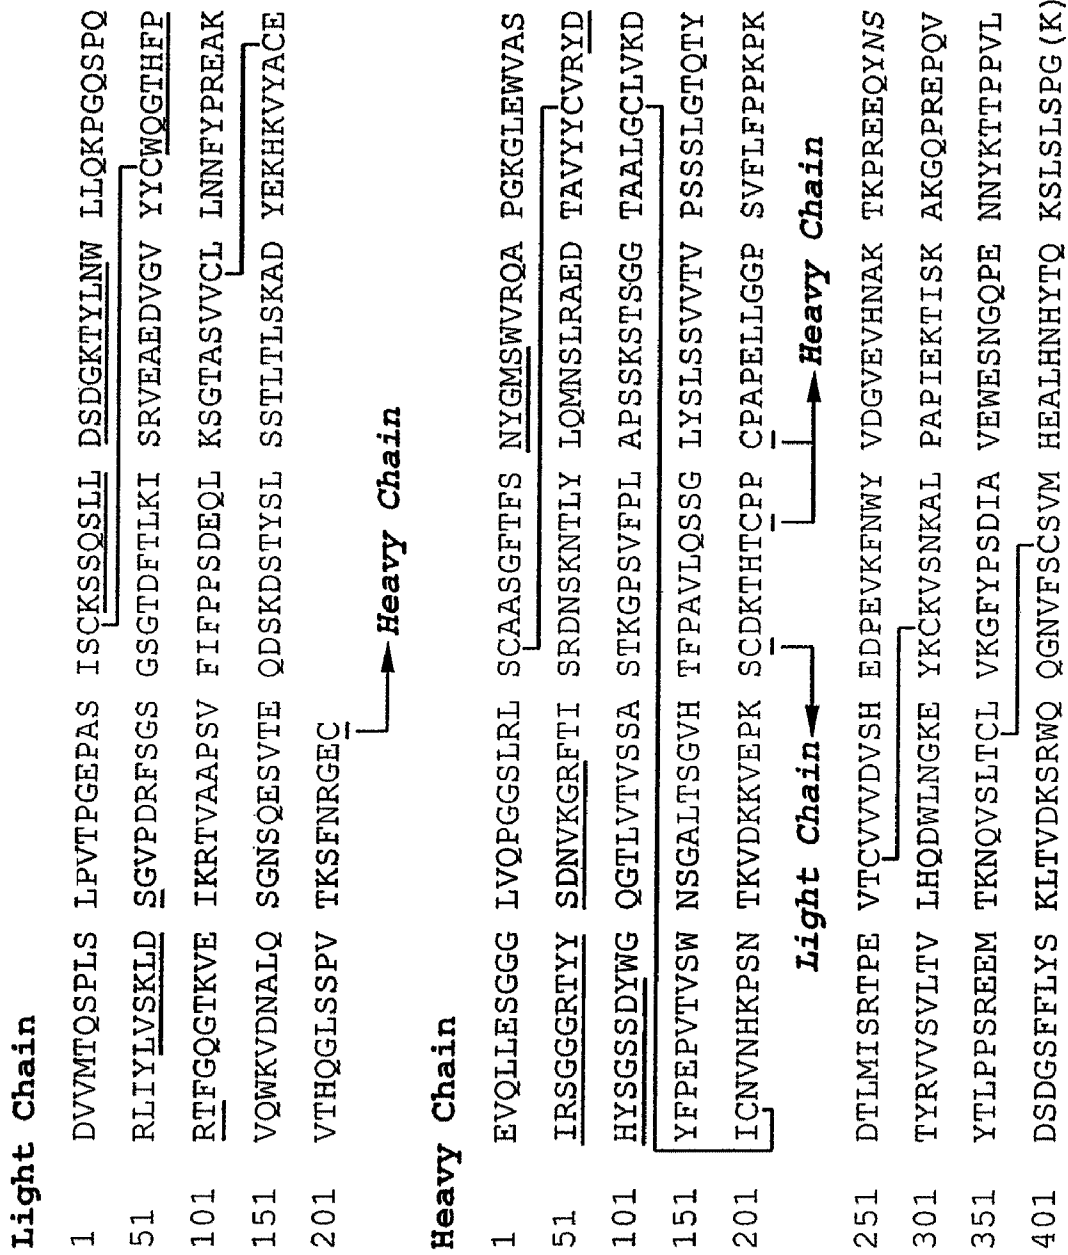 Light Chain
1 DVVMTQSPLS LPVTPGEPAS ISCKSSQSLL DSDGKTYLNW LLQKPGQSPQ
51 RLIYLVSKLD SGVPDRFSGS GSGTDFTLKI SRVEAEDVGV YYCWQGTHFP
101 RTFGQGTKVE IKRTVAAPSV FIFPPSDEQL KSGTASVVCL LNNFYPREAK
151 VQWKVDNALQ SGNSQESVTE QDSKDSTYSL SSTLTLSKAD YEKHKVYACE
201 VTHQGLSSPV TKSFNRGEC
Heavy Chain
Heavy Chain
1 EVQLLESGGG LVQPGGSLRL SCAASGFTFS NYGMSWVRQA PGKGLEWVAS
51 IRSGGGRTYY SDNVKGRFTI SRDNSKNTLY LQMNSLRAED TAVYYCVRYD
101 HYSGSSDYWG QGTLVTVSSA STKGPSVFPL APSSKSTSGG TAALGCLVKD
151 YFPEPVTVSW NSGALTSGVH TFPAVLQSSG LYSLSSVVTV PSSSLGTQTY
201 ICNVNHKPSN TKVDKKVEPK SCDKTHTCPP CPAPELLGGP SVFLFPPKPK
Light Chain Heavy Chain
251 DTLMISRTPE VTCVVVDVSH EDPEVKFNWY VDGVEVHNAK TKPREEQYNS
301 TYRVVSVLTV LHQDWLNGKE YKCKVSNKAL PAPIEKTISK AKGQPREPQV
351 YTLPPSREEM TKNQVSLTCL VKGFYPSDIA VEWESNGQPE NNYKTTPPVL
401 DSDGSFFLYS KLTVDKSRWQ QGNVFSCSVM HEALHNHYTQ KSLSLSPG(K)